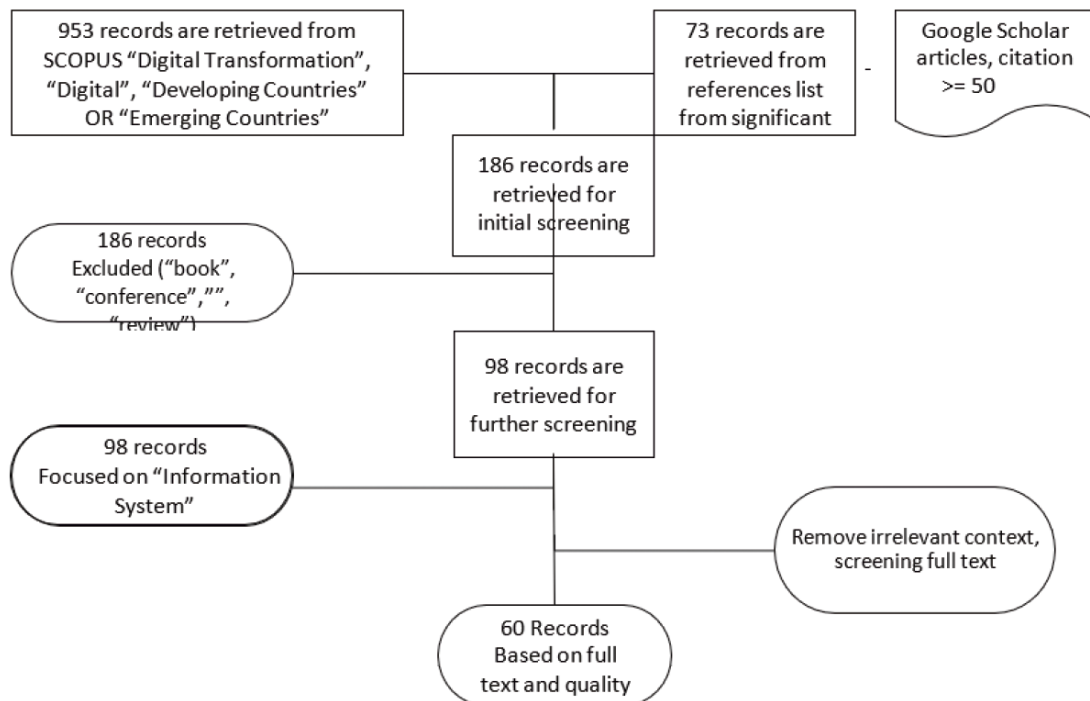 953 records are retrieved from
SCOPUS “Digital Transformation”,
“Digital”, “Developing Countries”
OR “Emerging Countries”
73 records are
retrieved from
references list
from significant
-
Google Scholar
articles, citation
>= 50
186 records are
retrieved for
initial screening
186 records
Excluded (“book”,
“conference”,””,
“review”)
98 records are
retrieved for
further screening
98 records
Focused on “Information
System”
Remove irrelevant context,
screening full text
60 Records
Based on full
text and quality